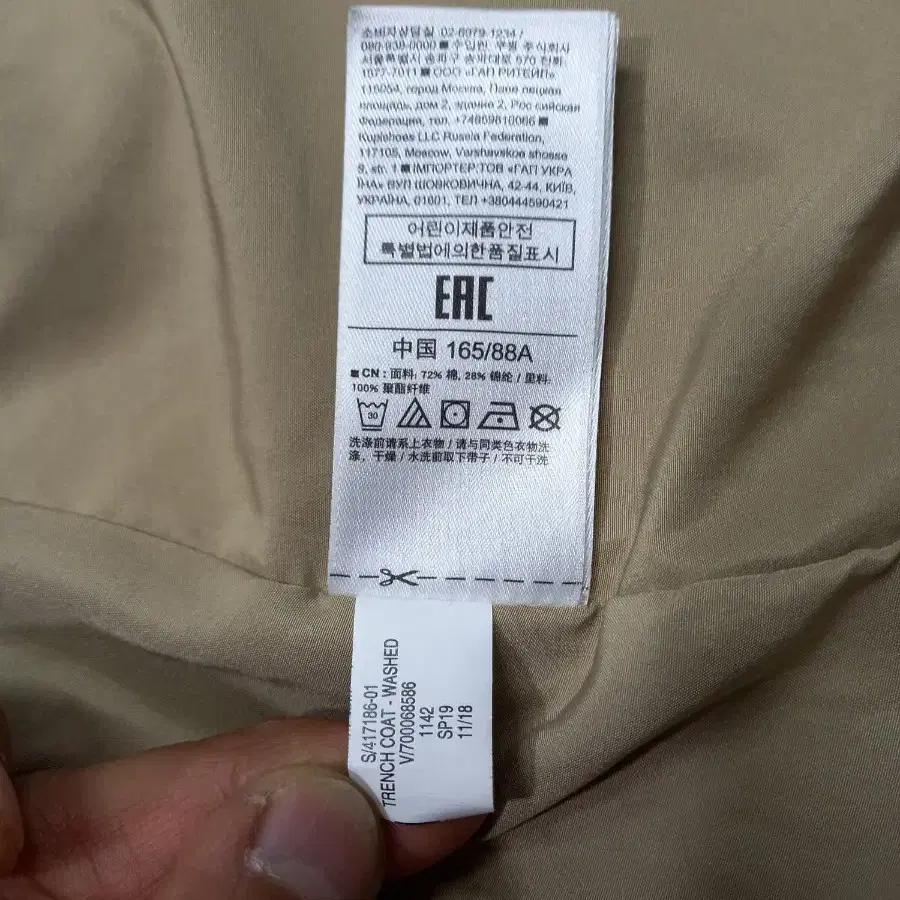 소비자상담실 02-6979-1234 /
080-938-0000 ■ 수입원, 쿠쁨 주식회사
서울특별시 송파구 송파대로 570 전화
1577-7011 ■ ООО «ГАП РИТЕЙЛ»
115054, город Москва, Павелецкая
площадь, дом 2, здание 2, Рос сийская
Федерация, тел. +74959810066 ■
Kupishoes LLC Russia Federation,
117105, Moscow, Varshavskoe shosse
9, str. 1 ■ ІМПОРТЕР:ТОВ «ГАП УКРА
ЇНА» ВУЛ ШОВКОВИЧНА, 42-44, КИЇВ,
УКРАЇНА, 01601, ТЕЛ +380444590421
어린이제품안전
특별법에의한품질표시
EAC
中国 165/88A
■ CN : 面料: 72% 棉, 28% 锦纶 / 里料:
100% 聚酯纤维
30
洗涤前请系上衣物 / 请与同类色衣物洗
涤、干燥 / 水洗前取下带子 / 不可干洗
S/417186-01
TRENCH COAT - WASHED
V/700068586
1142
SP19
11/18